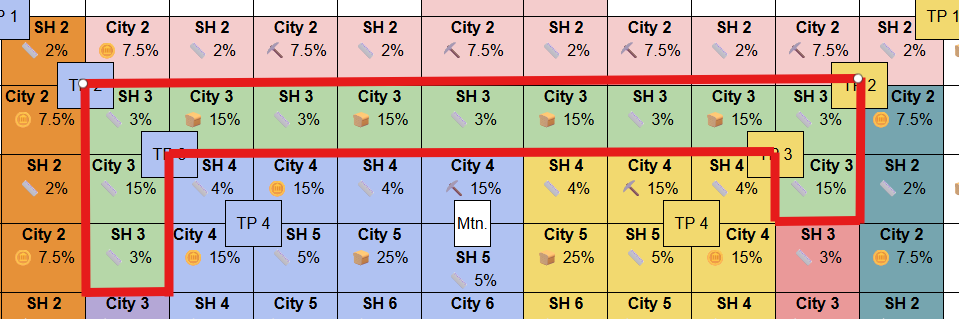 P 1
TP 1
SH 2 City 2 SH 2 City 2 SH 2 City 2 SH 2 City 2 SH 2 City 2 SH 2
2% 7.5% 2% 7.5% 2% 7.5% 2% 7.5% 2% 7.5% 2%
TP 2 TP 2
City 2 SH 3 City 3 SH 3 City 3 SH 3 City 3 SH 3 City 3 SH 3 City 2
7.5% 3% 15% 3% 15% 3% 15% 3% 15% 3% 7.5%
TP 3 TP 3
SH 2 City 3 SH 4 City 4 SH 4 City 4 SH 4 City 4 SH 4 City 3 SH 2
2% 15% 4% 15% 4% 15% 4% 15% 4% 15% 2%
TP 4 Mtn. TP 4
City 2 SH 3 City 4 SH 5 City 5 SH 5 City 5 SH 5 City 4 SH 3 City 2
7.5% 3% 15% 5% 25% 5% 25% 5% 15% 3% 7.5%
SH 2 City 3 SH 4 City 5 SH 6 City 6 SH 6 City 5 SH 4 City 3 SH 2